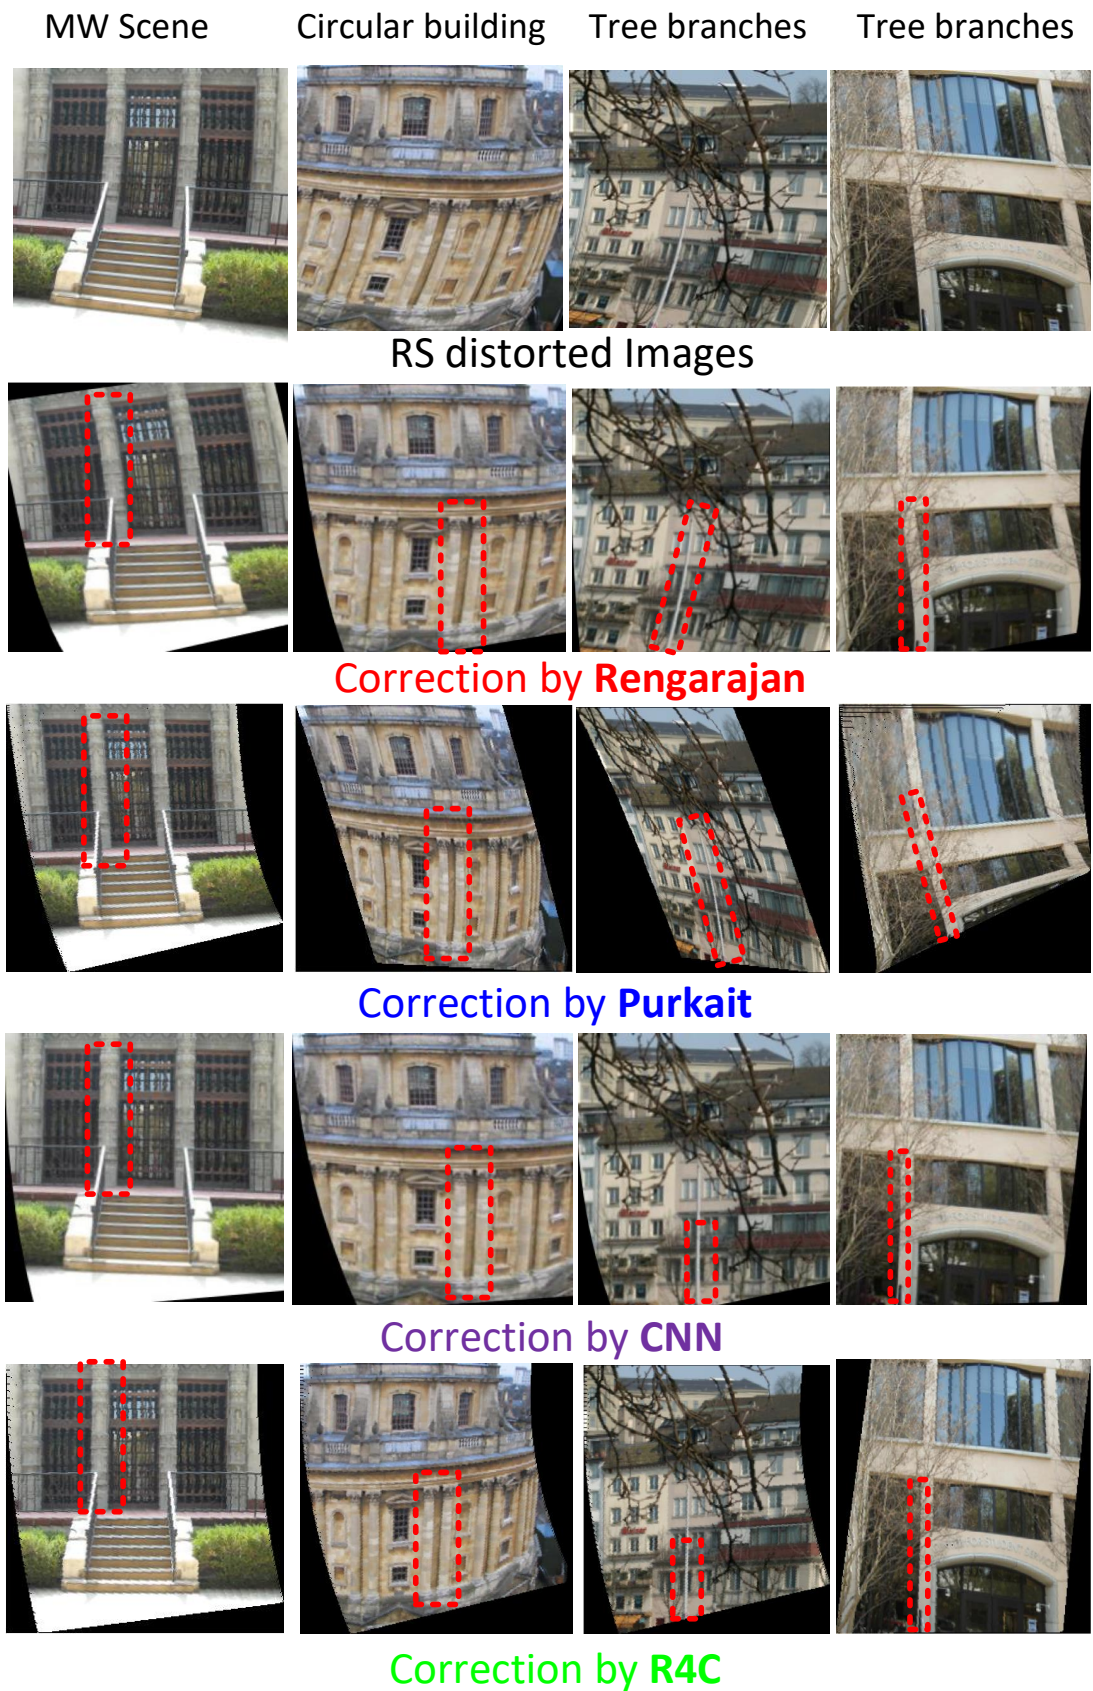 MW Scene Circular building Tree branches Tree branches
RS distorted Images
Correction by Rengarajan
Correction by Purkait
Correction by CNN
Correction by R4C